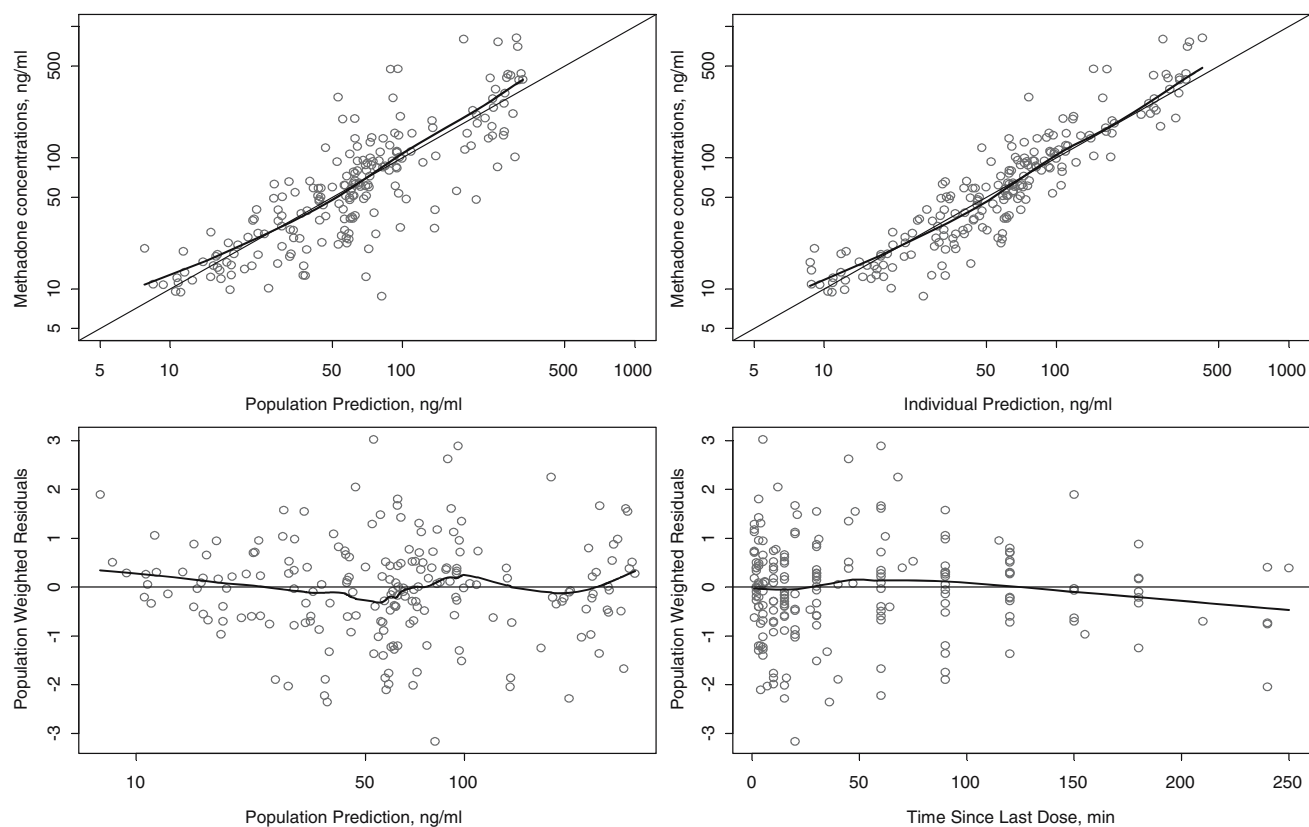 Methadone concentrations, ng/ml
500
100
50
10
5
5 10 50 100 500 1000
Population Prediction, ng/ml
Methadone concentrations, ng/ml
500
100
50
10
5
5 10 50 100 500 1000
Individual Prediction, ng/ml
Population Weighted Residuals
3
2
1
0
-1
-2
-3
10 50 100
Population Prediction, ng/ml
Population Weighted Residuals
3
2
1
0
-1
-2
-3
0 50 100 150 200 250
Time Since Last Dose, min